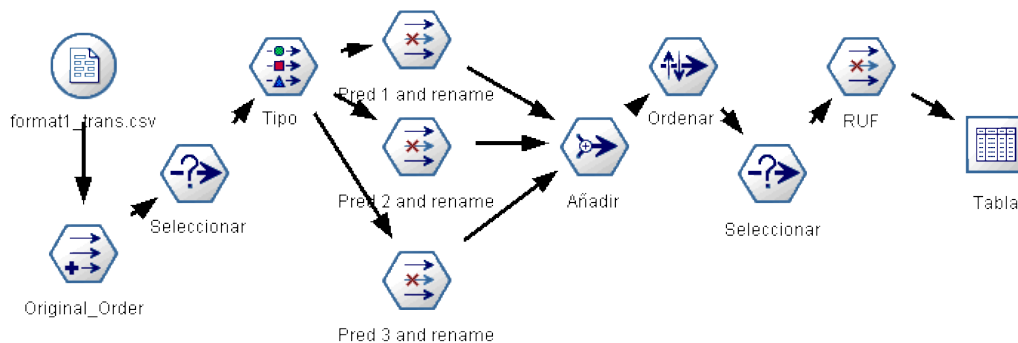 format1_trans.csv
Original_Order
Seleccionar
Tipo
Pred 1 and rename
Pred 2 and rename
Pred 3 and rename
Añadir
Ordenar
Seleccionar
RUF
Tabla